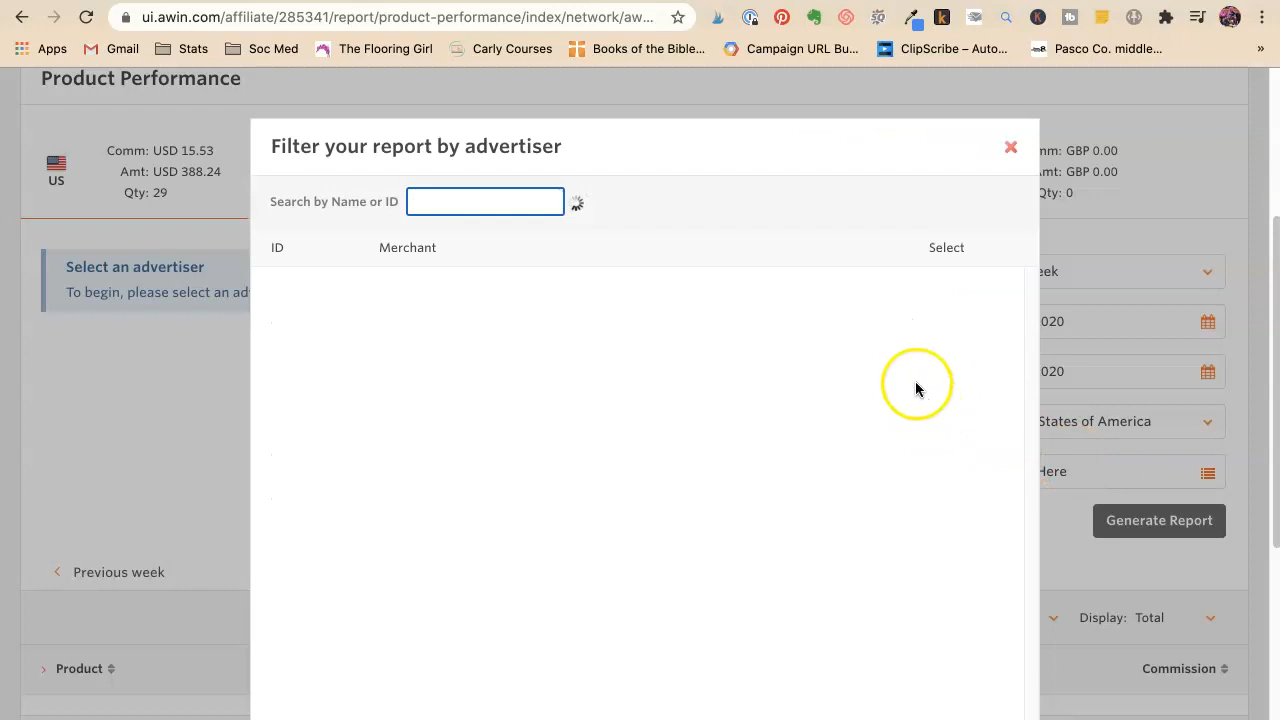 ui.awin.com/affiliate/285341/report/product-performance/index/network/aw...
Apps Gmail Stats Soc Med The Flooring Girl Carly Courses Books of the Bible... Campaign URL Bu... ClipScribe – Auto... Pasco Co. middle... »
Product Performance
Filter your report by advertiser
Comm: USD 15.53
Amt: USD 388.24
Qty: 29
US
mm: GBP 0.00
Amt: GBP 0.00
Qty: 0
Search by Name or ID
ID Merchant Select
Select an advertiser
To begin, please select an ad
eek
020
020
States of America
Here
Generate Report
Previous week
Display: Total
Product
Commission